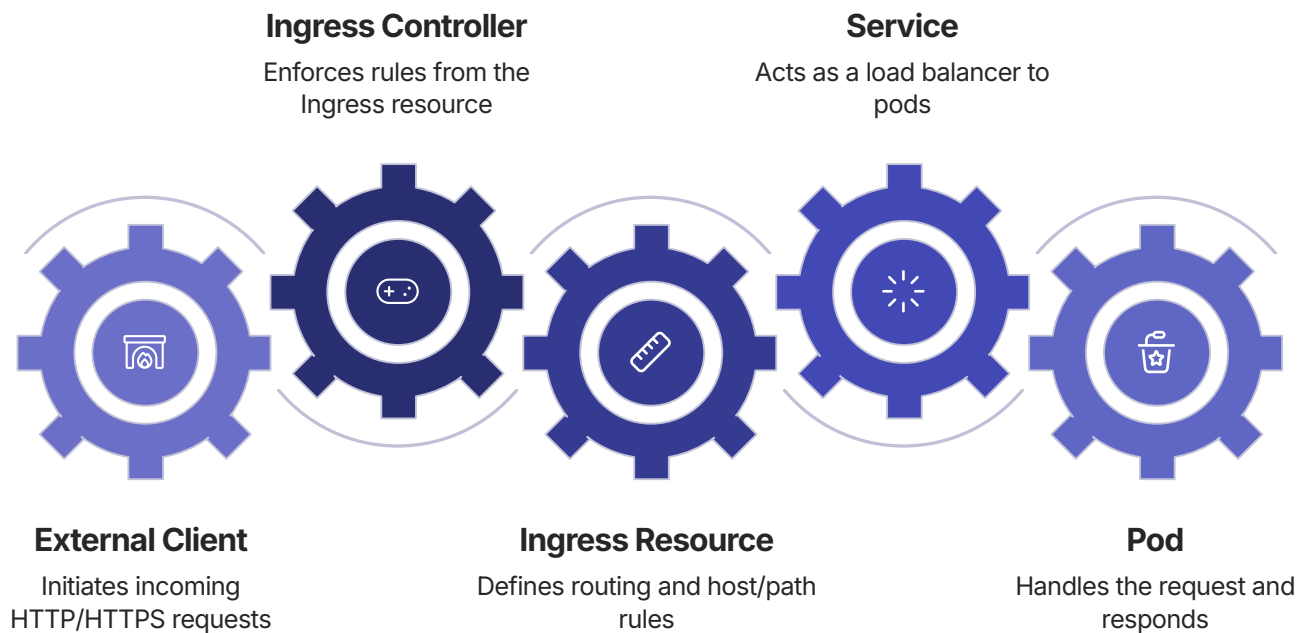 Ingress Controller
Enforces rules from the
Ingress resource
Service
Acts as a load balancer to
pods
External Client
Initiates incoming
HTTP/HTTPS requests
Ingress Resource
Defines routing and host/path
rules
Pod
Handles the request and
responds